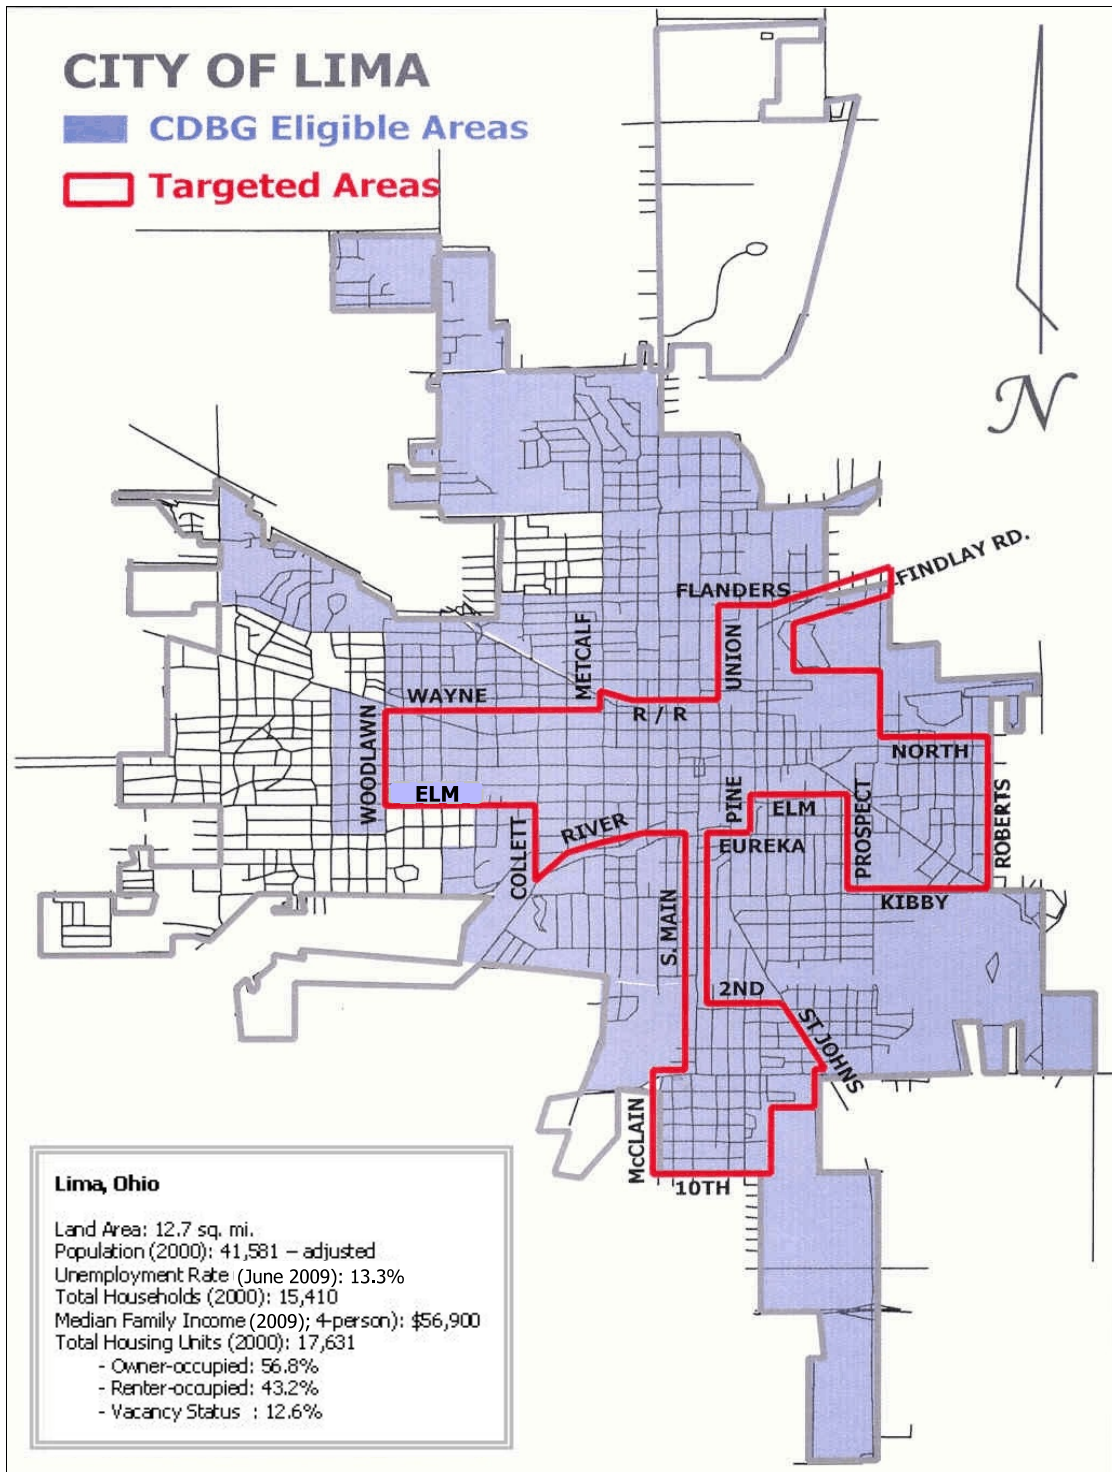 CITY OF LIMA
CDBG Eligible Areas
Targeted Areas
N
FINDLAY RD.
FLANDERS
UNION
METCALF
WAYNE
R / R
WOODLAWN
NORTH
ELM
PINE
ELM
PROSPECT
ROBERTS
COLLETT
RIVER
EUREKA
KIBBY
S. MAIN
2ND
ST JOHNS
McCLAIN
10TH
Lima, Ohio
Land Area: 12.7 sq. mi.
Population (2000): 41,581 – adjusted
Unemployment Rate (June 2009): 13.3%
Total Households (2000): 15,410
Median Family Income (2009; 4-person): $56,900
Total Housing Units (2000): 17,631
- Owner-occupied: 56.8%
- Renter-occupied: 43.2%
- Vacancy Status : 12.6%